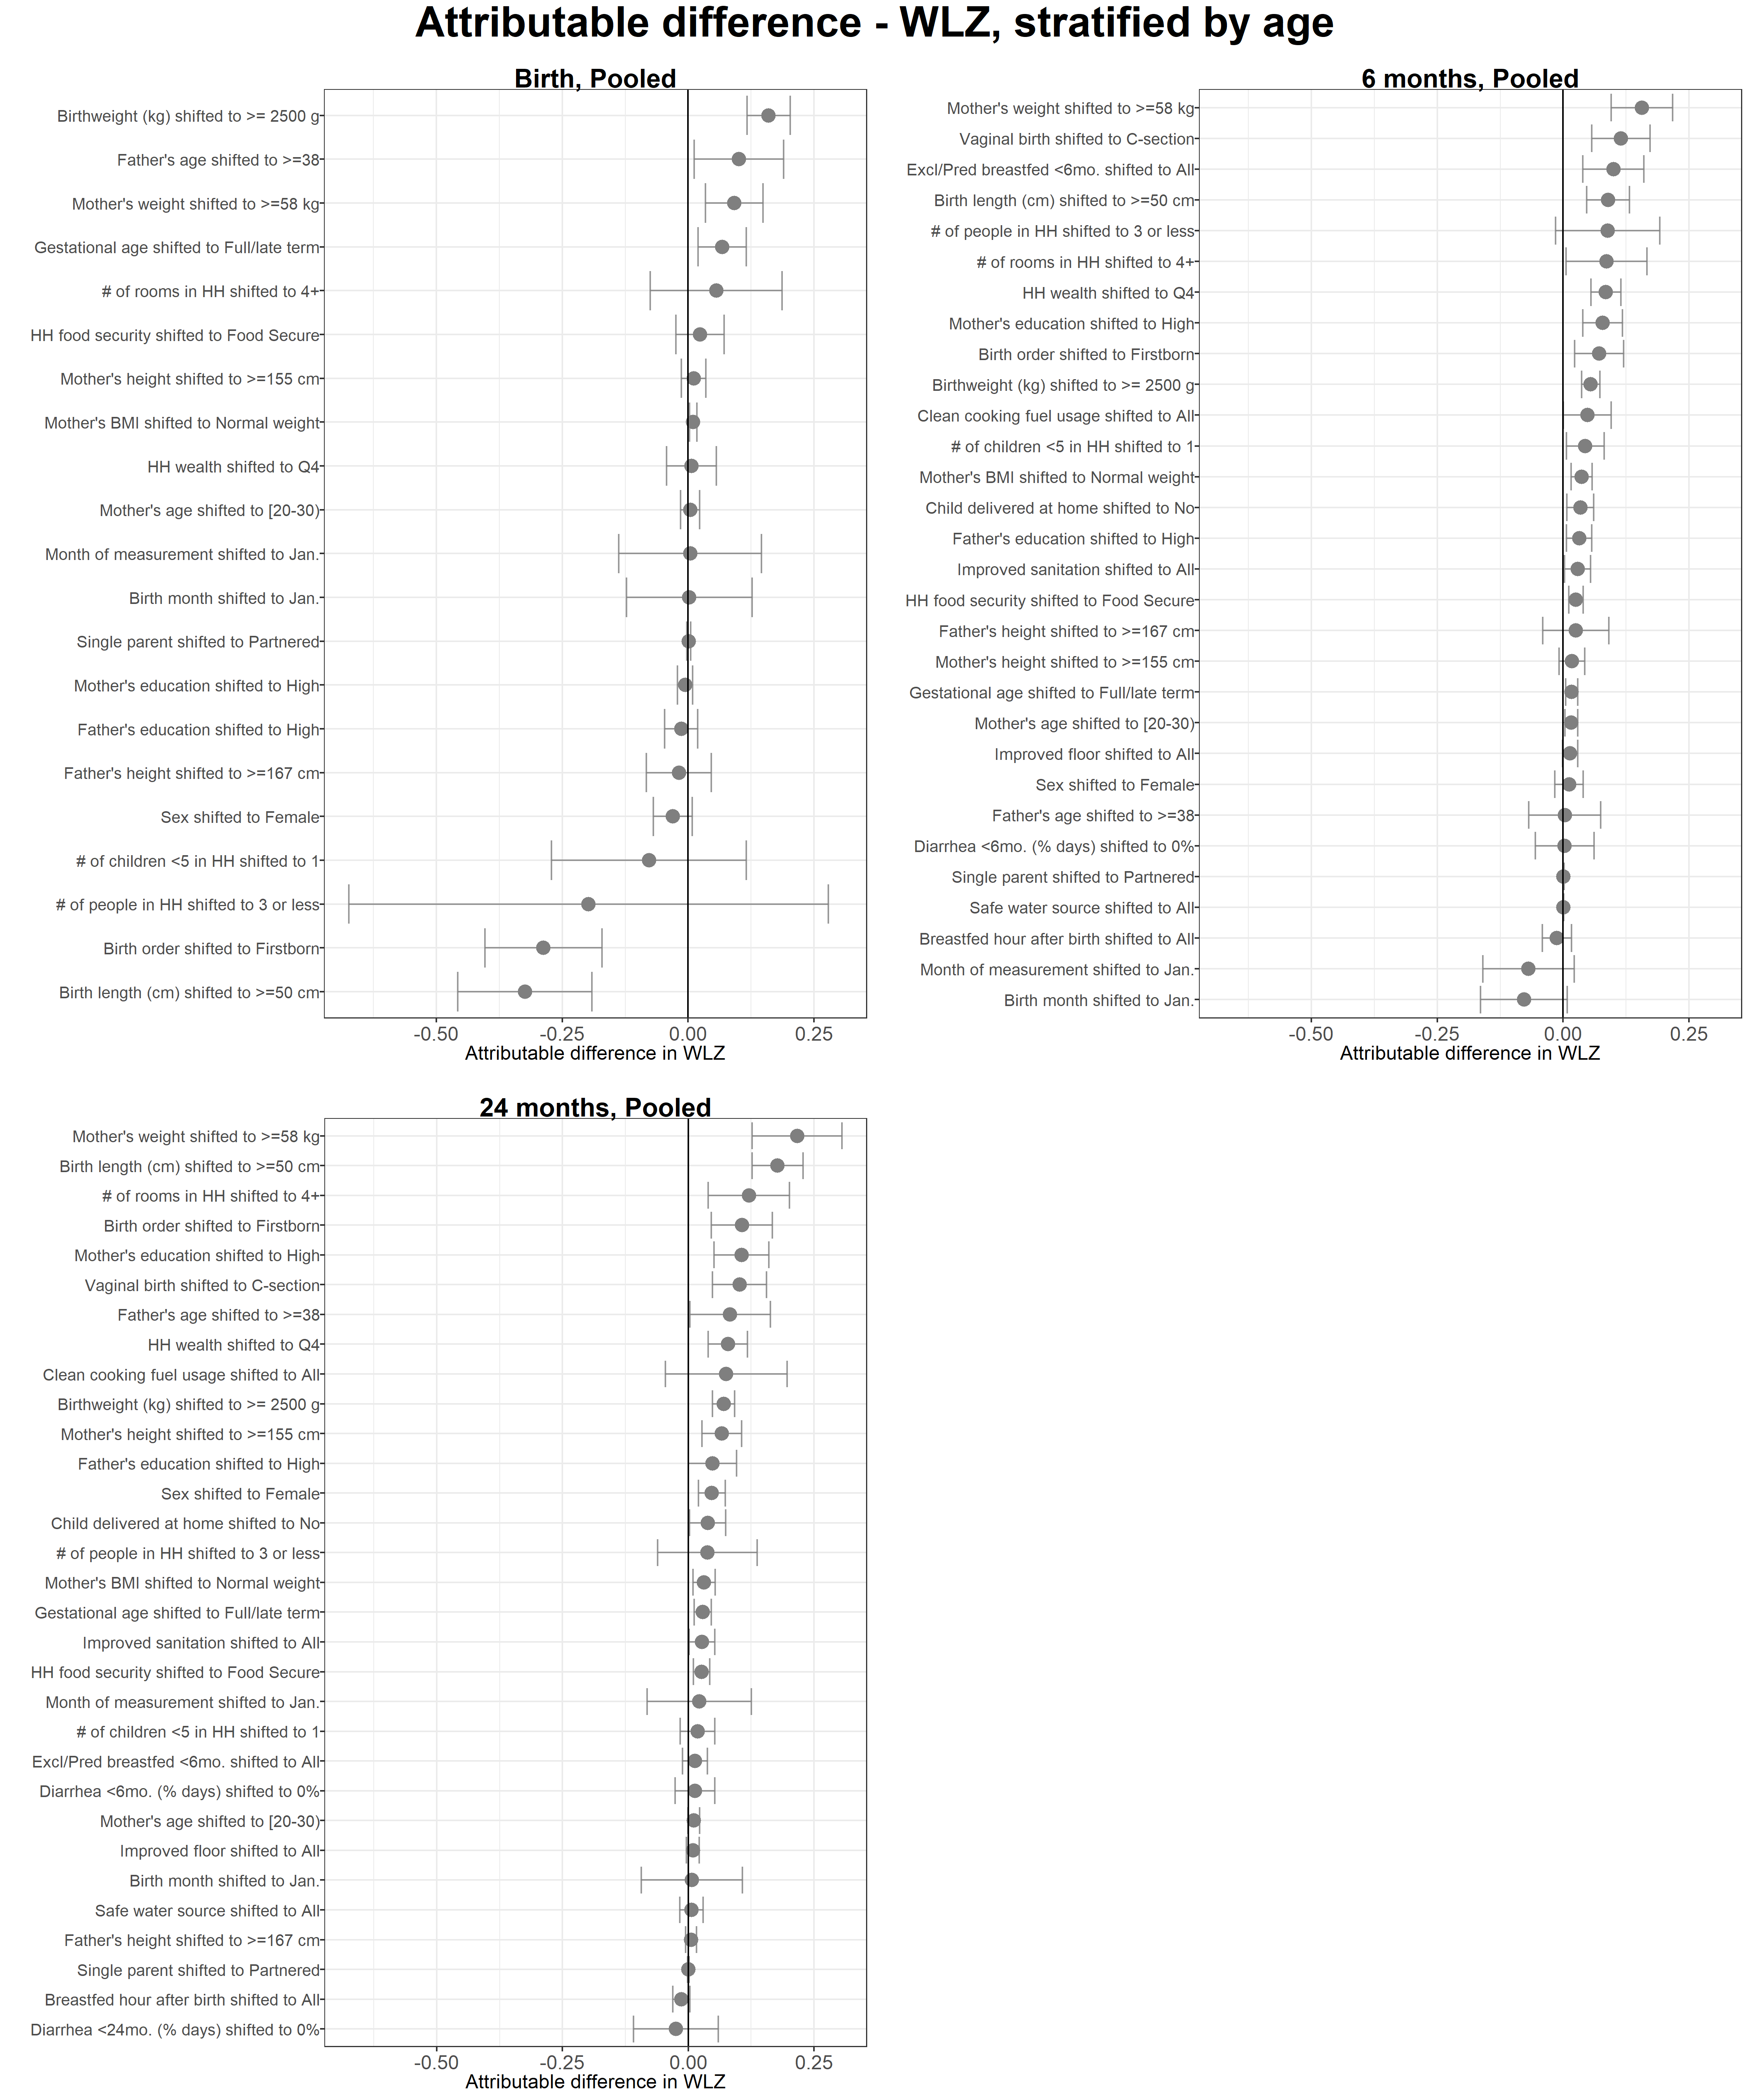 Attributable difference - WLZ, stratified by age
Birth, Pooled
Birthweight (kg) shifted to >= 2500 g
Father's age shifted to >=38
Mother's weight shifted to >=58 kg
Gestational age shifted to Full/late term
# of rooms in HH shifted to 4+
HH food security shifted to Food Secure
Mother's height shifted to >=155 cm
Mother's BMI shifted to Normal weight
HH wealth shifted to Q4
Mother's age shifted to [20-30)
Month of measurement shifted to Jan.
Birth month shifted to Jan.
Single parent shifted to Partnered
Mother's education shifted to High
Father's education shifted to High
Father's height shifted to >=167 cm
Sex shifted to Female
# of children <5 in HH shifted to 1
# of people in HH shifted to 3 or less
Birth order shifted to Firstborn
Birth length (cm) shifted to >=50 cm
-0.50 -0.25 0.00 0.25
Attributable difference in WLZ
6 months, Pooled
Mother's weight shifted to >=58 kg
Vaginal birth shifted to C-section
Excl/Pred breastfed <6mo. shifted to All
Birth length (cm) shifted to >=50 cm
# of people in HH shifted to 3 or less
# of rooms in HH shifted to 4+
HH wealth shifted to Q4
Mother's education shifted to High
Birth order shifted to Firstborn
Birthweight (kg) shifted to >= 2500 g
Clean cooking fuel usage shifted to All
# of children <5 in HH shifted to 1
Mother's BMI shifted to Normal weight
Child delivered at home shifted to No
Father's education shifted to High
Improved sanitation shifted to All
HH food security shifted to Food Secure
Father's height shifted to >=167 cm
Mother's height shifted to >=155 cm
Gestational age shifted to Full/late term
Mother's age shifted to [20-30)
Improved floor shifted to All
Sex shifted to Female
Father's age shifted to >=38
Diarrhea <6mo. (% days) shifted to 0%
Single parent shifted to Partnered
Safe water source shifted to All
Breastfed hour after birth shifted to All
Month of measurement shifted to Jan.
Birth month shifted to Jan.
-0.50 -0.25 0.00 0.25
Attributable difference in WLZ
24 months, Pooled
Mother's weight shifted to >=58 kg
Birth length (cm) shifted to >=50 cm
# of rooms in HH shifted to 4+
Birth order shifted to Firstborn
Mother's education shifted to High
Vaginal birth shifted to C-section
Father's age shifted to >=38
HH wealth shifted to Q4
Clean cooking fuel usage shifted to All
Birthweight (kg) shifted to >= 2500 g
Mother's height shifted to >=155 cm
Father's education shifted to High
Sex shifted to Female
Child delivered at home shifted to No
# of people in HH shifted to 3 or less
Mother's BMI shifted to Normal weight
Gestational age shifted to Full/late term
Improved sanitation shifted to All
HH food security shifted to Food Secure
Month of measurement shifted to Jan.
# of children <5 in HH shifted to 1
Excl/Pred breastfed <6mo. shifted to All
Diarrhea <6mo. (% days) shifted to 0%
Mother's age shifted to [20-30)
Improved floor shifted to All
Birth month shifted to Jan.
Safe water source shifted to All
Father's height shifted to >=167 cm
Single parent shifted to Partnered
Breastfed hour after birth shifted to All
Diarrhea <24mo. (% days) shifted to 0%
-0.50 -0.25 0.00 0.25
Attributable difference in WLZ